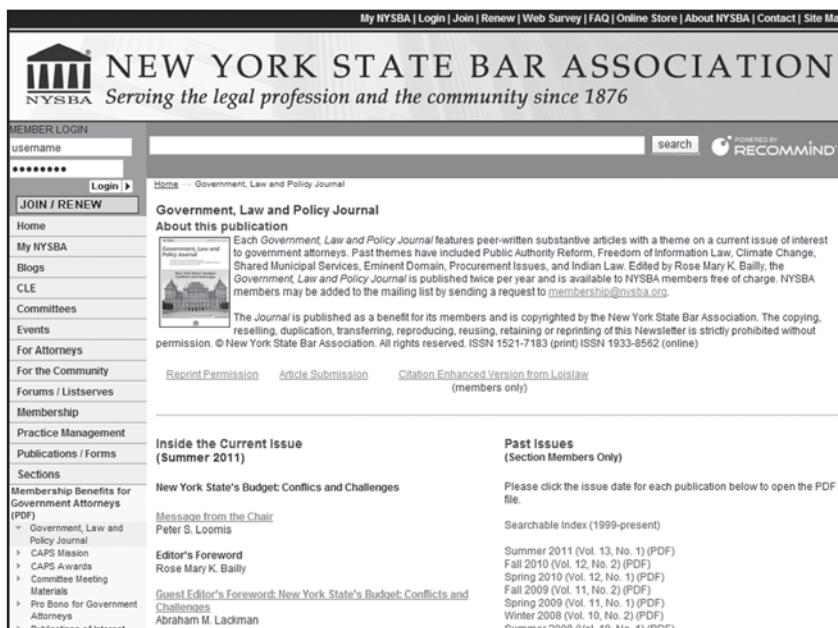 My NYSBA | Login | Join | Renew | Web Survey | FAQ | Online Store | About NYSBA | Contact | Site Ma
NEW YORK STATE BAR ASSOCIATION
NYSBA
Serving the legal profession and the community since 1876
MEMBER LOGIN
username
••••••••
Login
JOIN / RENEW
Home
My NYSBA
Blogs
CLE
Committees
Events
For Attorneys
For the Community
Forums / Listserves
Membership
Practice Management
Publications / Forms
Sections
Membership Benefits for
Government Attorneys
(PDF)
Government, Law and
Policy Journal
CAPS Mission
CAPS Awards
Committee Meeting
Materials
Pro Bono for Government
Attorneys
search
POWERED BY
RECOMMIND
Home → Government, Law and Policy Journal
Government, Law and Policy Journal
About this publication
Government, Law and
Policy Journal
Each Government, Law and Policy Journal features peer-written substantive articles with a theme on a current issue of interest
to government attorneys. Past themes have included Public Authority Reform, Freedom of Information Law, Climate Change,
Shared Municipal Services, Eminent Domain, Procurement Issues, and Indian Law. Edited by Rose Mary K. Bailly, the
Government, Law and Policy Journal is published twice per year and is available to NYSBA members free of charge. NYSBA
members may be added to the mailing list by sending a request to membership@nysba.org.
The Journal is published as a benefit for its members and is copyrighted by the New York State Bar Association. The copying,
reselling, duplication, transferring, reproducing, reusing, retaining or reprinting of this Newsletter is strictly prohibited without
permission. © New York State Bar Association. All rights reserved. ISSN 1521-7183 (print) ISSN 1933-8562 (online)
Reprint Permission Article Submission Citation Enhanced Version from Loislaw
(members only)
Inside the Current Issue
(Summer 2011)
New York State's Budget: Conflics and Challenges
Message from the Chair
Peter S. Loomis
Editor's Foreword
Rose Mary K. Bailly
Guest Editor's Foreword: New York State's Budget: Conflicts and
Challenges
Abraham M. Lackman
Past Issues
(Section Members Only)
Please click the issue date for each publication below to open the PDF
file.
Searchable Index (1999-present)
Summer 2011 (Vol. 13, No. 1) (PDF)
Fall 2010 (Vol. 12, No. 2) (PDF)
Spring 2010 (Vol. 12, No. 1) (PDF)
Fall 2009 (Vol. 11, No. 2) (PDF)
Spring 2009 (Vol. 11, No. 1) (PDF)
Winter 2008 (Vol. 10, No. 2) (PDF)